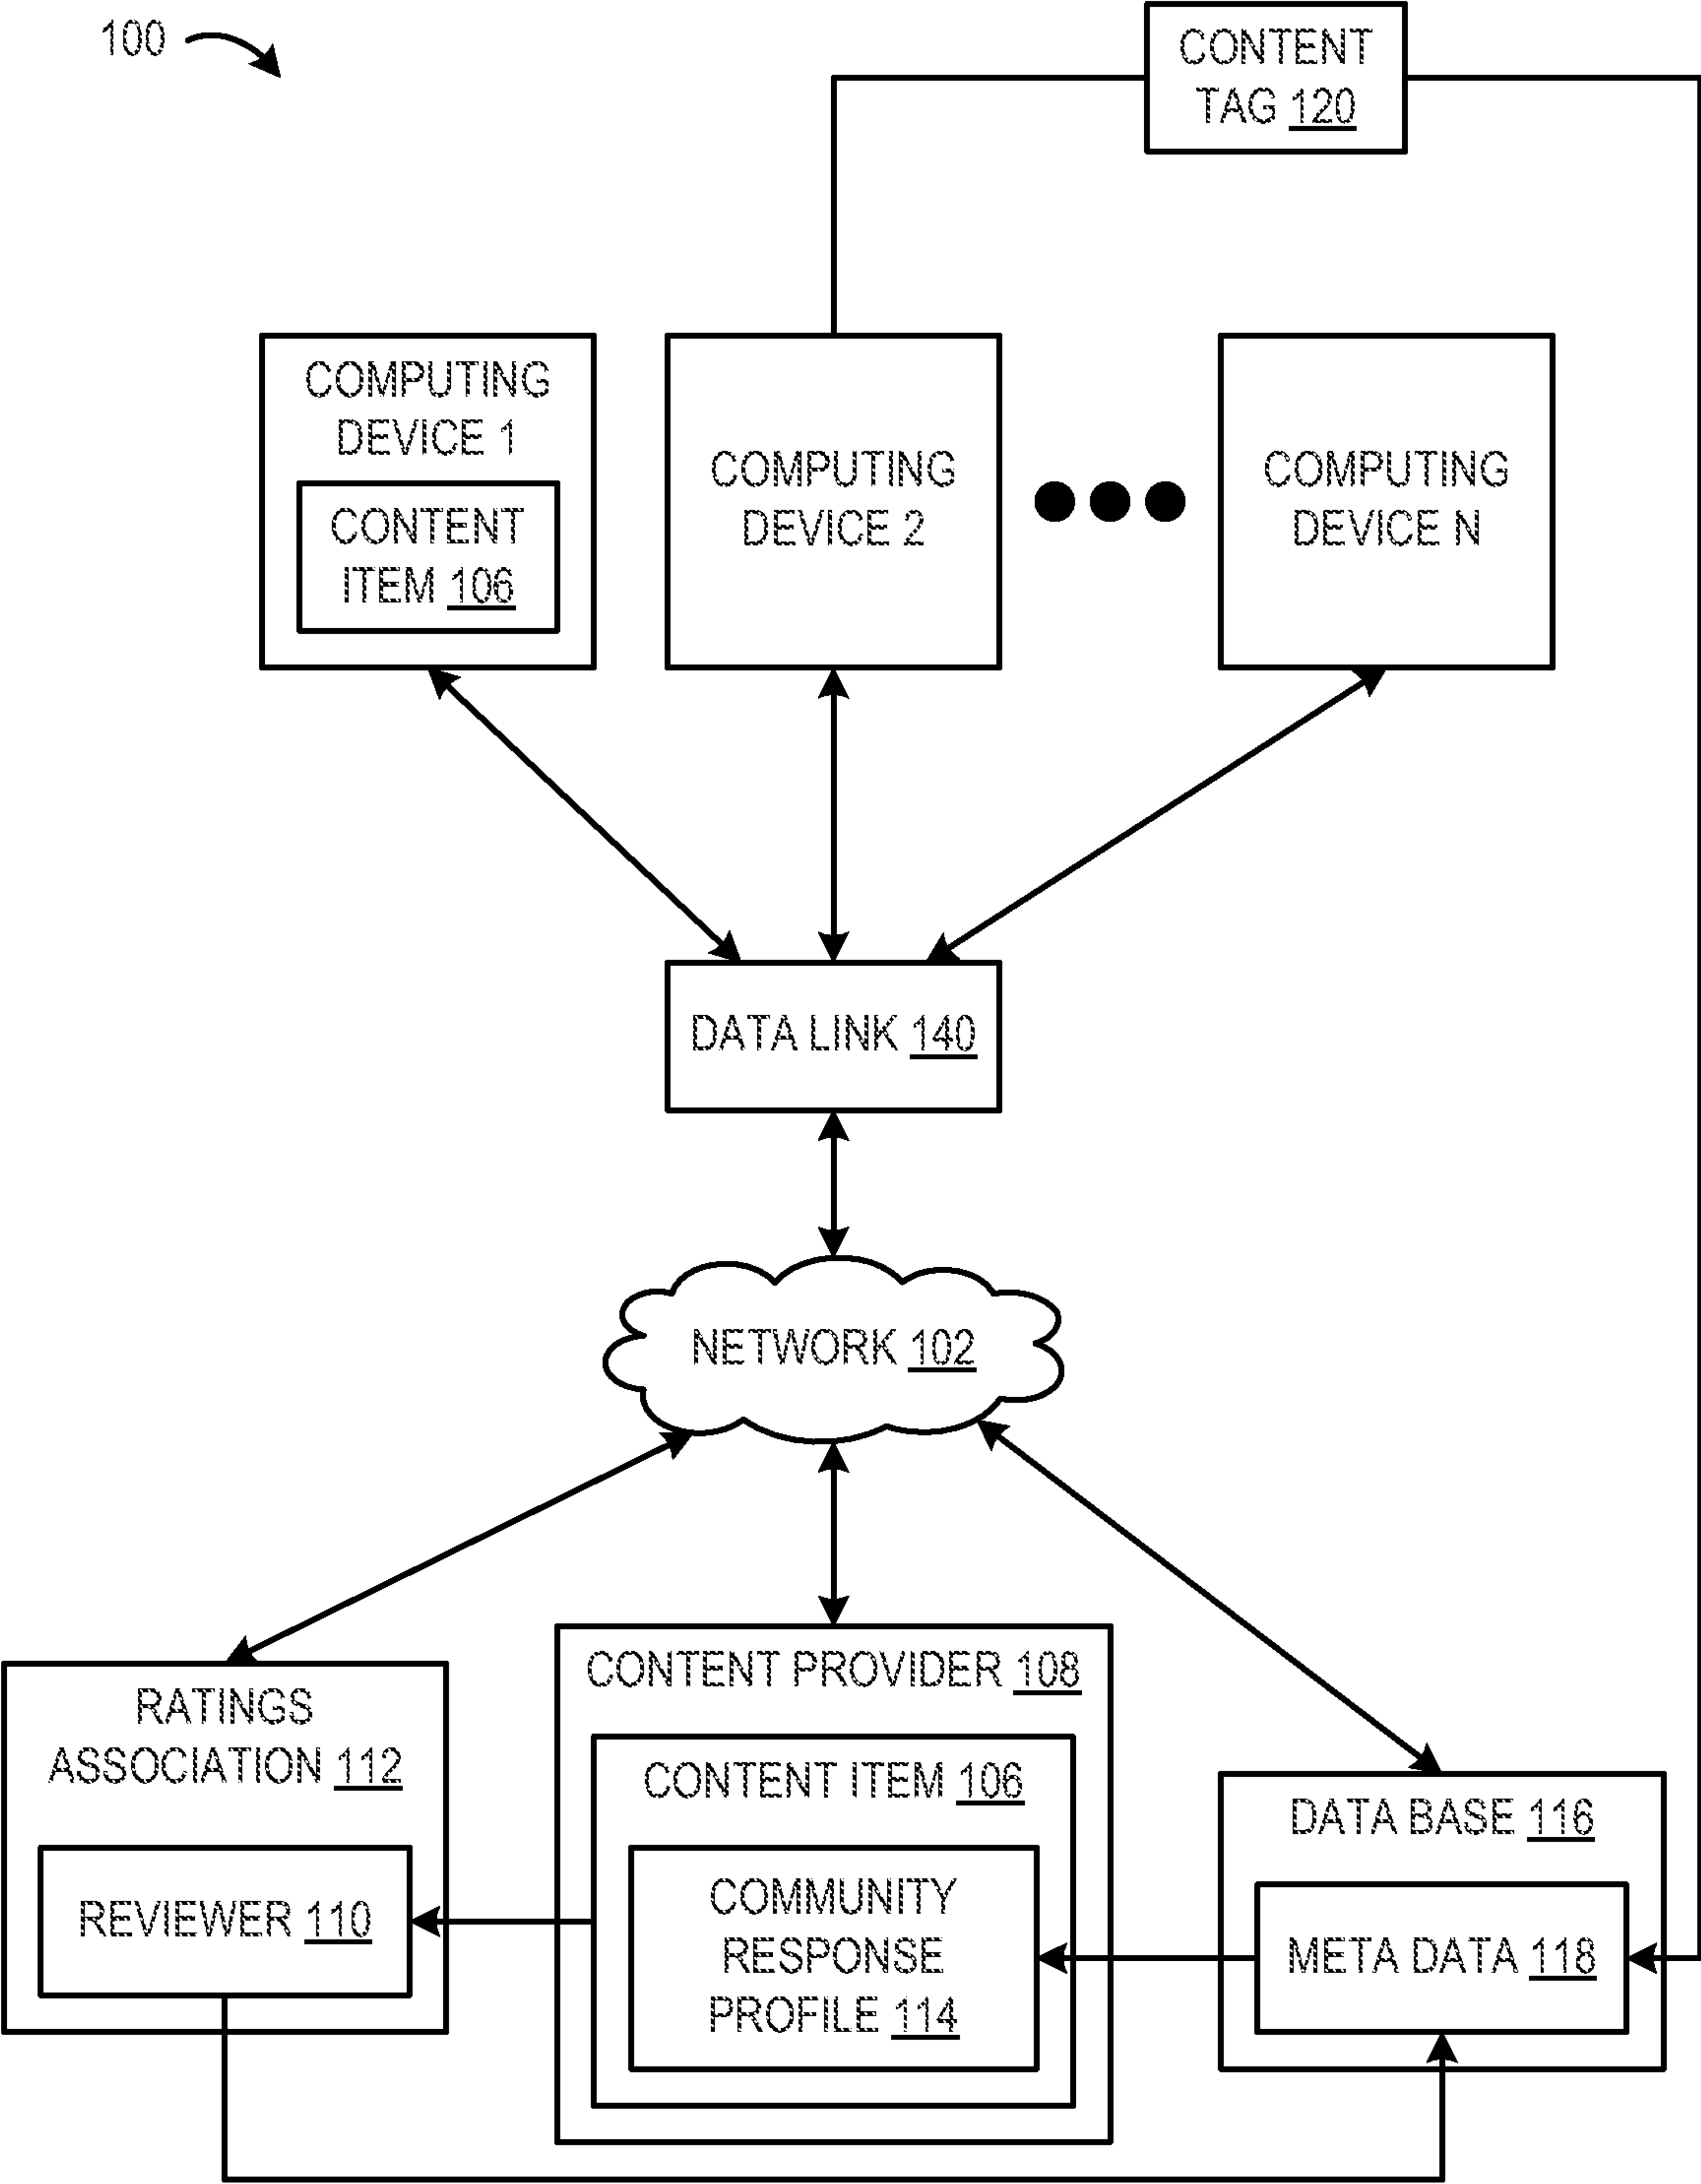 100
CONTENT
TAG 120
COMPUTING
DEVICE 1
CONTENT
ITEM 106
COMPUTING
DEVICE 2
COMPUTING
DEVICE N
DATA LINK 140
NETWORK 102
RATINGS
ASSOCIATION 112
REVIEWER 110
CONTENT PROVIDER 108
CONTENT ITEM 106
COMMUNITY
RESPONSE
PROFILE 114
DATA BASE 116
META DATA 118